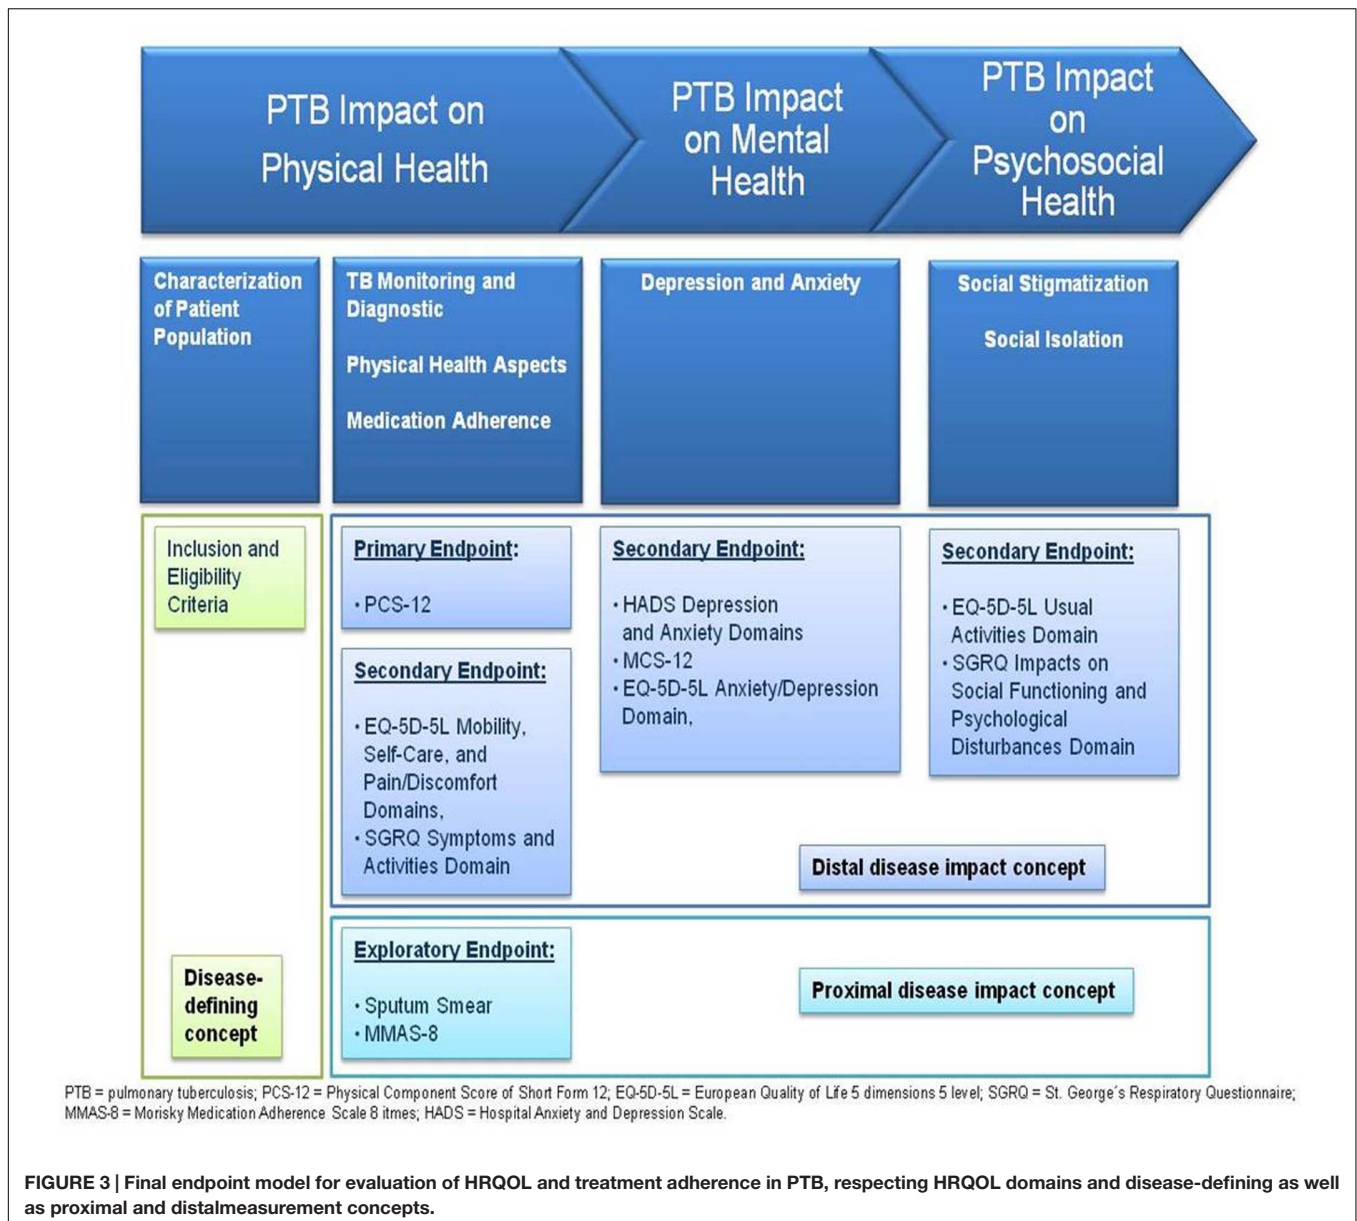 PTB Impact on
Physical Health
PTB Impact
on Mental
Health
PTB Impact
on
Psychosocial
Health
Characterization
of Patient
Population
TB Monitoring and
Diagnostic
Physical Health Aspects
Medication Adherence
Depression and Anxiety
Social Stigmatization
Social Isolation
Inclusion and
Eligibility
Criteria
Disease-
defining
concept
Primary Endpoint:
· PCS-12
Secondary Endpoint:
· EQ-5D-5L Mobility,
Self-Care, and
Pain/Discomfort
Domains,
· SGRQ Symptoms and
Activities Domain
Secondary Endpoint:
· HADS Depression
and Anxiety Domains
· MCS-12
· EQ-5D-5L Anxiety/Depression
Domain,
Secondary Endpoint:
· EQ-5D-5L Usual
Activities Domain
· SGRQ Impacts on
Social Functioning and
Psychological
Disturbances Domain
Distal disease impact concept
Exploratory Endpoint:
· Sputum Smear
· MMAS-8
Proximal disease impact concept
PTB = pulmonary tuberculosis; PCS-12 = Physical Component Score of Short Form 12; EQ-5D-5L = European Quality of Life 5 dimensions 5 level; SGRQ = St. George´s Respiratory Questionnaire;
MMAS-8 = Morisky Medication Adherence Scale 8 itmes; HADS = Hospital Anxiety and Depression Scale.
FIGURE 3 | Final endpoint model for evaluation of HRQOL and treatment adherence in PTB, respecting HRQOL domains and disease-defining as well
as proximal and distalmeasurement concepts.